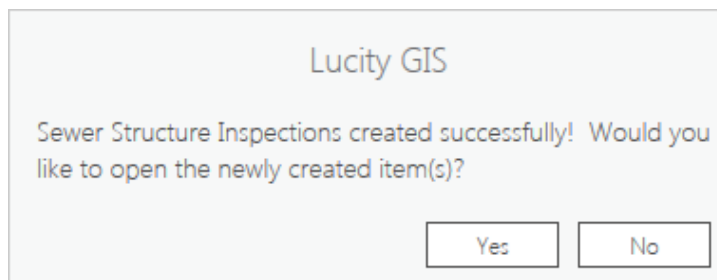 Lucity GIS
Sewer Structure Inspections created successfully!  Would you
like to open the newly created item(s)?
Yes No